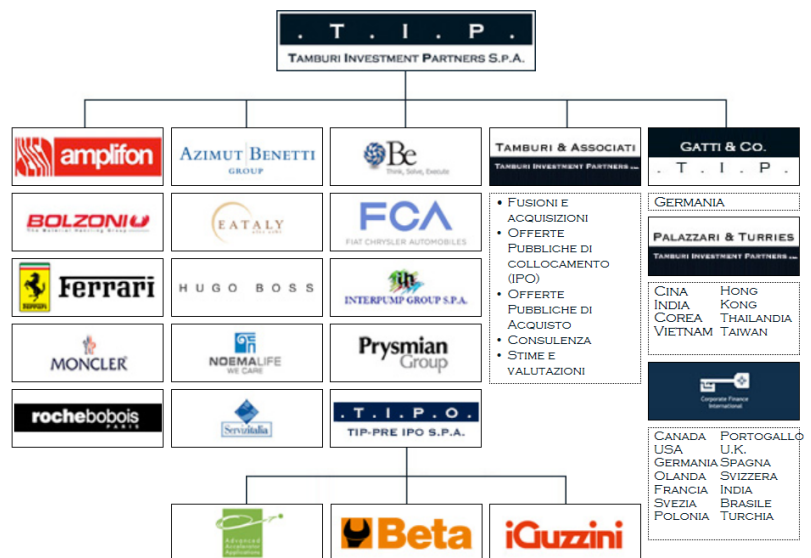 . T . I . P .
TAMBURI INVESTMENT PARTNERS S.P.A.
amplifon
AZIMUT BENETTI
GROUP
Be
Think, Solve, Execute
TAMBURI & ASSOCIATI
TAMBURI INVESTMENT PARTNERS S.P.A.
GATTI & CO.
. T . I . P .
BOLZONI
EATALY
FCA
FIAT CHRYSLER AUTOMOBILES
• FUSIONI E
ACQUISIZIONI
• OFFERTE
PUBBLICHE DI
COLLOCAMENTO
(IPO)
• OFFERTE
PUBBLICHE DI
ACQUISTO
• CONSULENZA
• STIME E
VALUTAZIONI
GERMANIA
PALAZZARI & TURRIES
TAMBURI INVESTMENT PARTNERS S.P.A.
Ferrari
HUGO BOSS
INTERPUMP GROUP S.P.A.
CINA
INDIA
COREA
VIETNAM
HONG
KONG
THAILANDIA
TAIWAN
MONCLER
NOEMALIFE
WE CARE
Prysmian
Group
Corporate Finance
International
rochebobois
PARIS
Servizitalia
. T . I . P . O .
TIP-PRE IPO S.P.A.
CANADA
USA
GERMANIA
OLANDA
FRANCIA
SVEZIA
POLONIA
PORTOGALLO
U.K.
SPAGNA
SVIZZERA
INDIA
BRASILE
TURCHIA
Advanced
Accelerator
Applications
Beta
iGuzzini